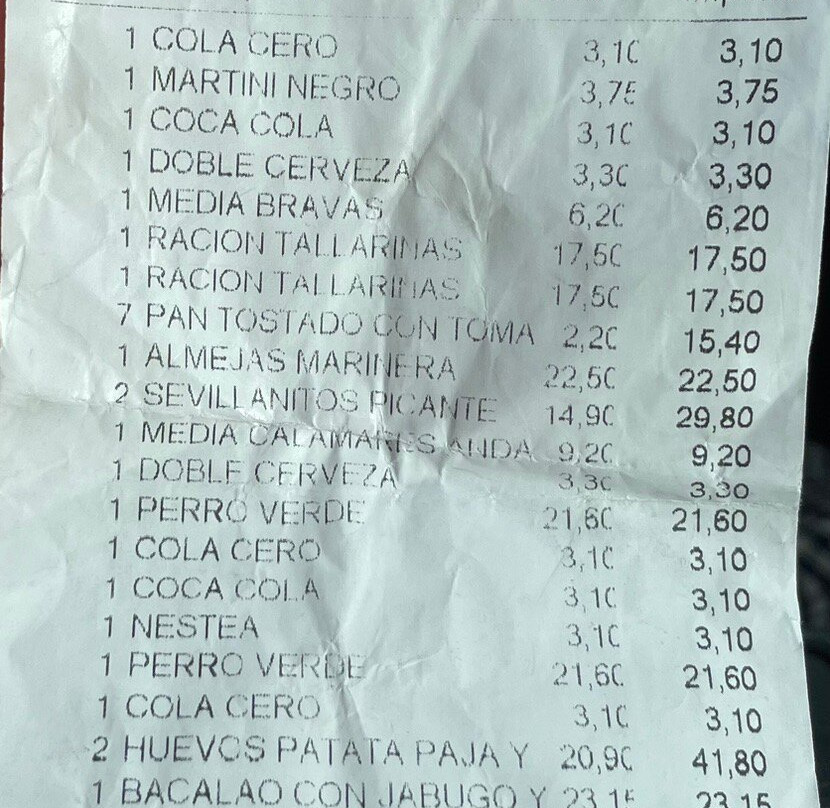 1 COLA CERO 3,10 3,10
1 MARTINI NEGRO 3,75 3,75
1 COCA COLA 3,10 3,10
1 DOBLE CERVEZA 3,30 3,30
1 MEDIA BRAVAS 6,20 6,20
1 RACION TALLARINAS 17,50 17,50
1 RACION TALLARINAS 17,50 17,50
7 PAN TOSTADO CON TOMA 2,20 15,40
1 ALMEJAS MARINERA 22,50 22,50
2 SEVILLANITOS PICANTE 14,90 29,80
1 MEDIA CALAMARES ANDA 9,20 9,20
1 DOBLE CERVEZA 3,30 3,30
1 PERRO VERDE 21,60 21,60
1 COLA CERO 3,10 3,10
1 COCA COLA 3,10 3,10
1 NESTEA 3,10 3,10
1 PERRO VERDE 21,60 21,60
1 COLA CERO 3,10 3,10
2 HUEVOS PATATA PAJA Y 20,90 41,80
1 BACALAO CON JABUGO Y 23,15 23,15